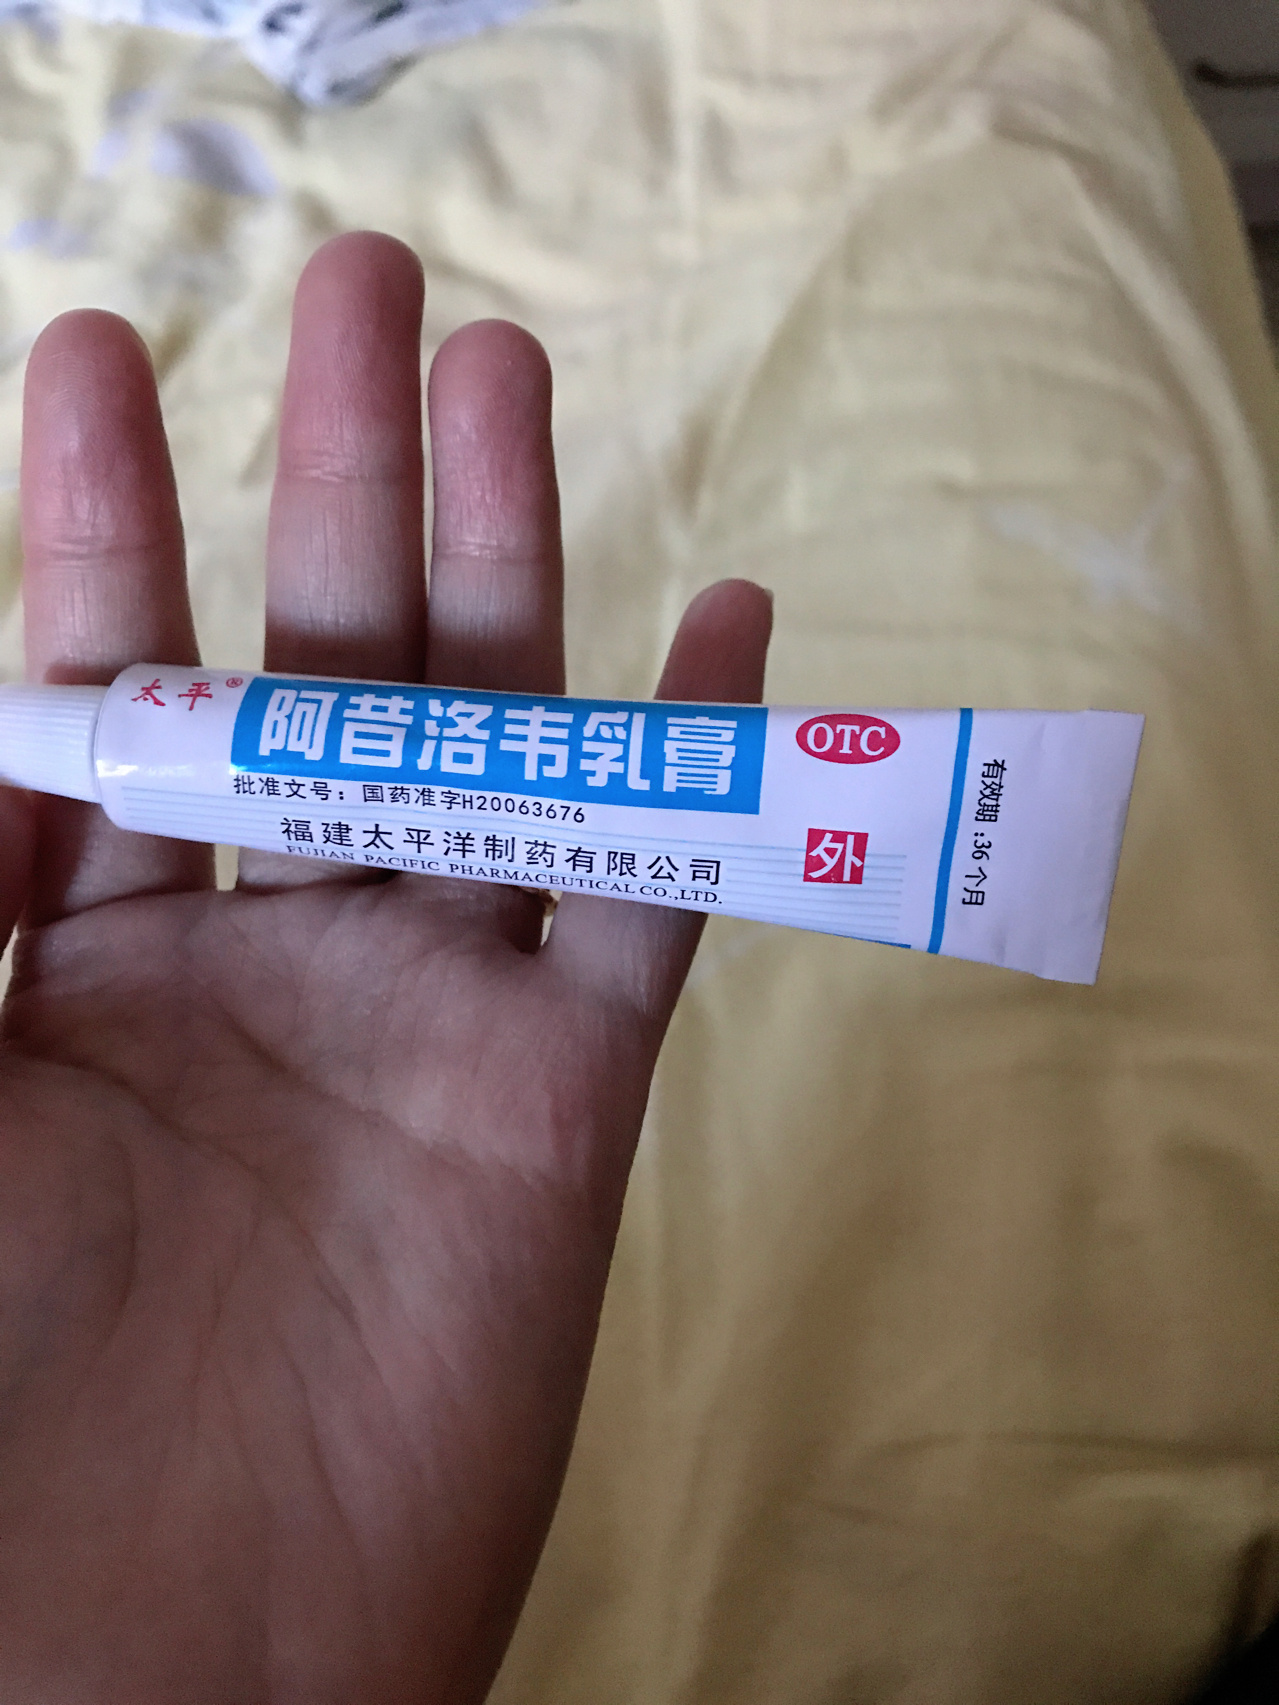 太平®
阿昔洛韦乳膏
批准文号：国药准字H20063676
福建太平洋制药有限公司
FUJIAN PACIFIC PHARMACEUTICAL CO.,LTD.
OTC
外
有效期:36个月